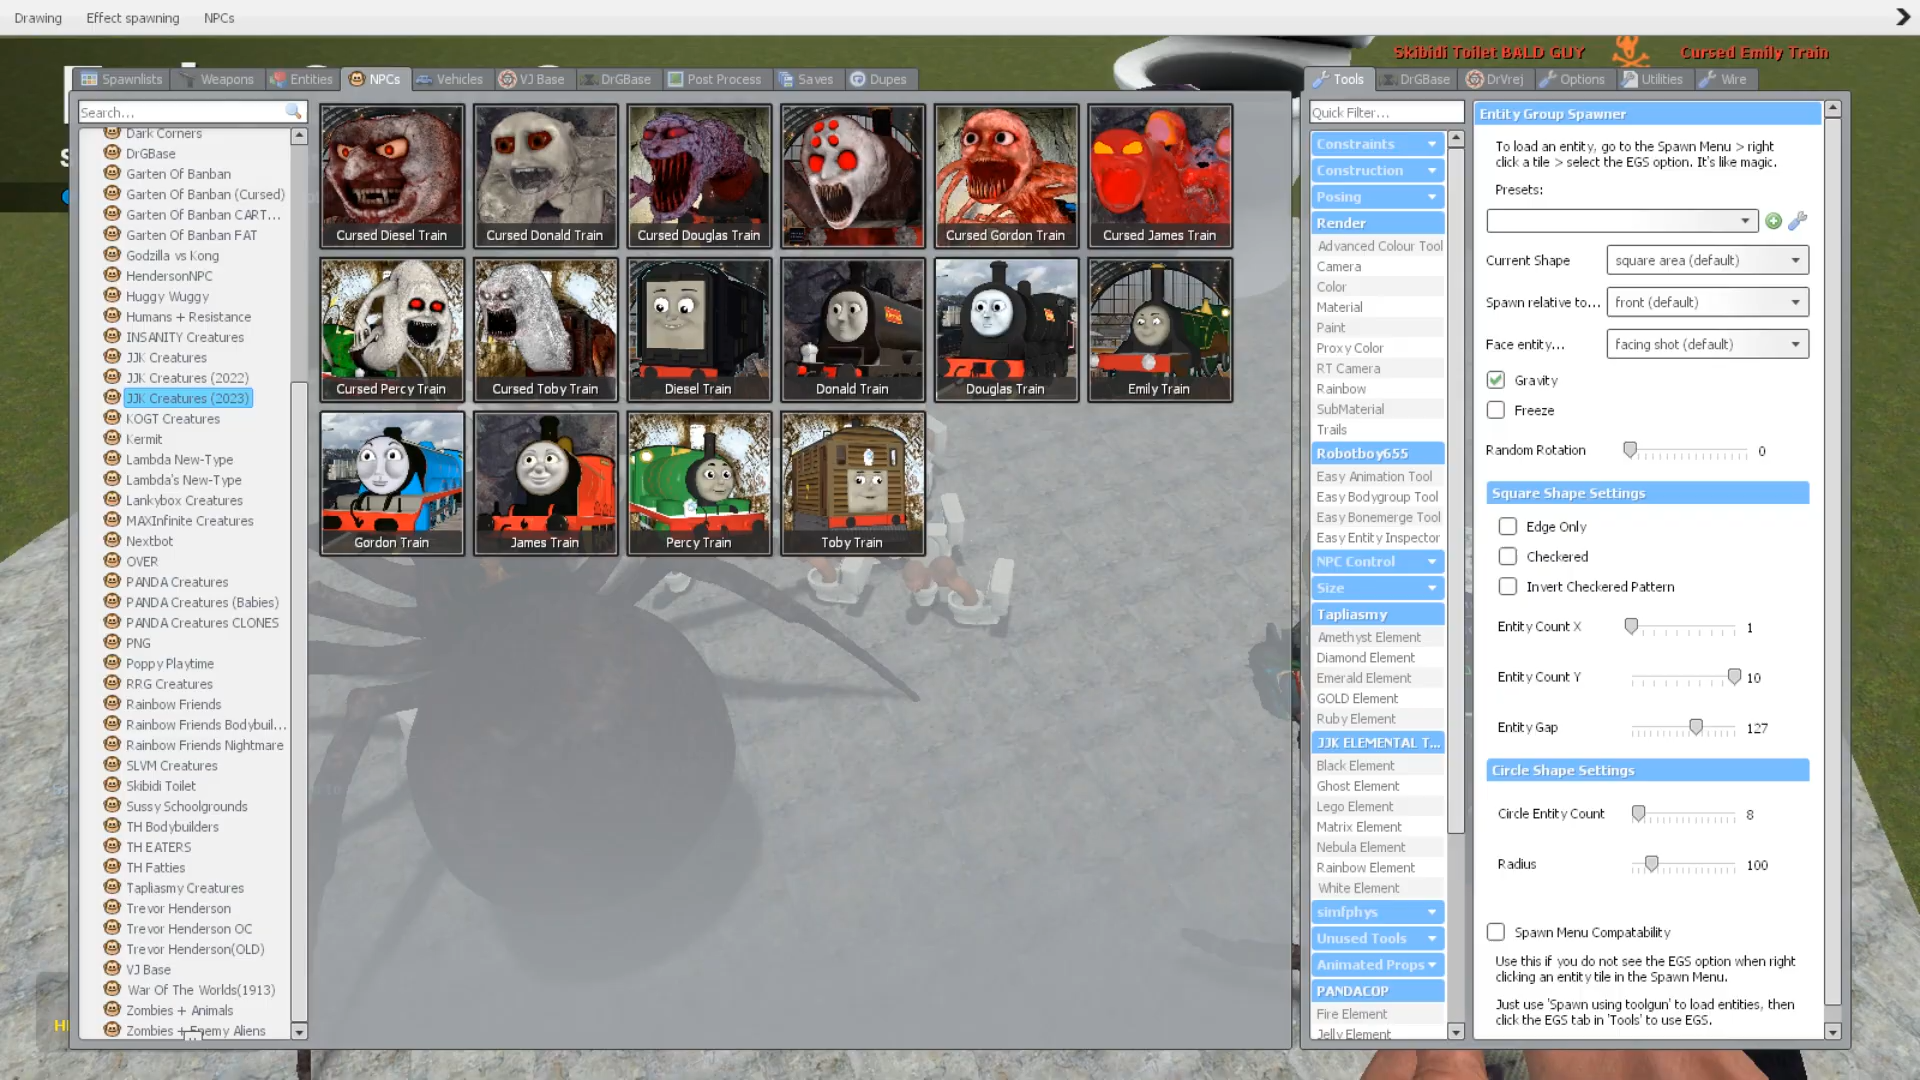 Drawing Effect spawning NPCs
Skibidi Toilet BALD GUY Cursed Emily Train
Spawnlists Weapons Entities NPCs Vehicles VJ Base DrGBase Post Process Saves Dupes
Search...
Dark Corners
DrGBase
Garten Of Banban
Garten Of Banban (Cursed)
Garten Of Banban CART...
Garten Of Banban FAT
Godzilla vs Kong
HendersonNPC
Huggy Wuggy
Humans + Resistance
INSANITY Creatures
JJK Creatures
JJK Creatures (2022)
JJK Creatures (2023)
KOGT Creatures
Kermit
Lambda New-Type
Lambda's New-Type
Lankybox Creatures
MAXInfinite Creatures
Nextbot
OVER
PANDA Creatures
PANDA Creatures (Babies)
PANDA Creatures CLONES
PNG
Poppy Playtime
RRG Creatures
Rainbow Friends
Rainbow Friends Bodybuil...
Rainbow Friends Nightmare
SLVM Creatures
Skibidi Toilet
Sussy Schoolgrounds
TH Bodybuilders
TH EATERS
TH Fatties
Tapliasmy Creatures
Trevor Henderson
Trevor Henderson OC
Trevor Henderson(OLD)
VJ Base
War Of The Worlds(1913)
Zombies + Animals
Zombies + Enemy Aliens
Cursed Diesel Train Cursed Donald Train Cursed Douglas Train Cursed Gordon Train Cursed James Train
Cursed Percy Train Cursed Toby Train Diesel Train Donald Train Douglas Train Emily Train
Gordon Train James Train Percy Train Toby Train
Tools DrGBase DrVrej Options Utilities Wire
Quick Filter...
Constraints
Construction
Posing
Render
Advanced Colour Tool
Camera
Color
Material
Paint
Proxy Color
RT Camera
Rainbow
SubMaterial
Trails
Robotboy655
Easy Animation Tool
Easy Bodygroup Tool
Easy Bonemerge Tool
Easy Entity Inspector
NPC Control
Size
Tapliasmy
Amethyst Element
Diamond Element
Emerald Element
GOLD Element
Ruby Element
JJK ELEMENTAL T...
Black Element
Ghost Element
Lego Element
Matrix Element
Nebula Element
Rainbow Element
White Element
simfphys
Unused Tools
Animated Props
PANDACOP
Fire Element
Jelly Element
Entity Group Spawner
To load an entity, go to the Spawn Menu > right
click a tile > select the EGS option. It's like magic.
Presets:
Current Shape square area (default)
Spawn relative to... front (default)
Face entity... facing shot (default)
Gravity
Freeze
Random Rotation 0
Square Shape Settings
Edge Only
Checkered
Invert Checkered Pattern
Entity Count X 1
Entity Count Y 10
Entity Gap 127
Circle Shape Settings
Circle Entity Count 8
Radius 100
Spawn Menu Compatability
Use this if you do not see the EGS option when right
clicking an entity tile in the Spawn Menu.
Just use 'Spawn using toolgun' to load entities, then
click the EGS tab in 'Tools' to use EGS.